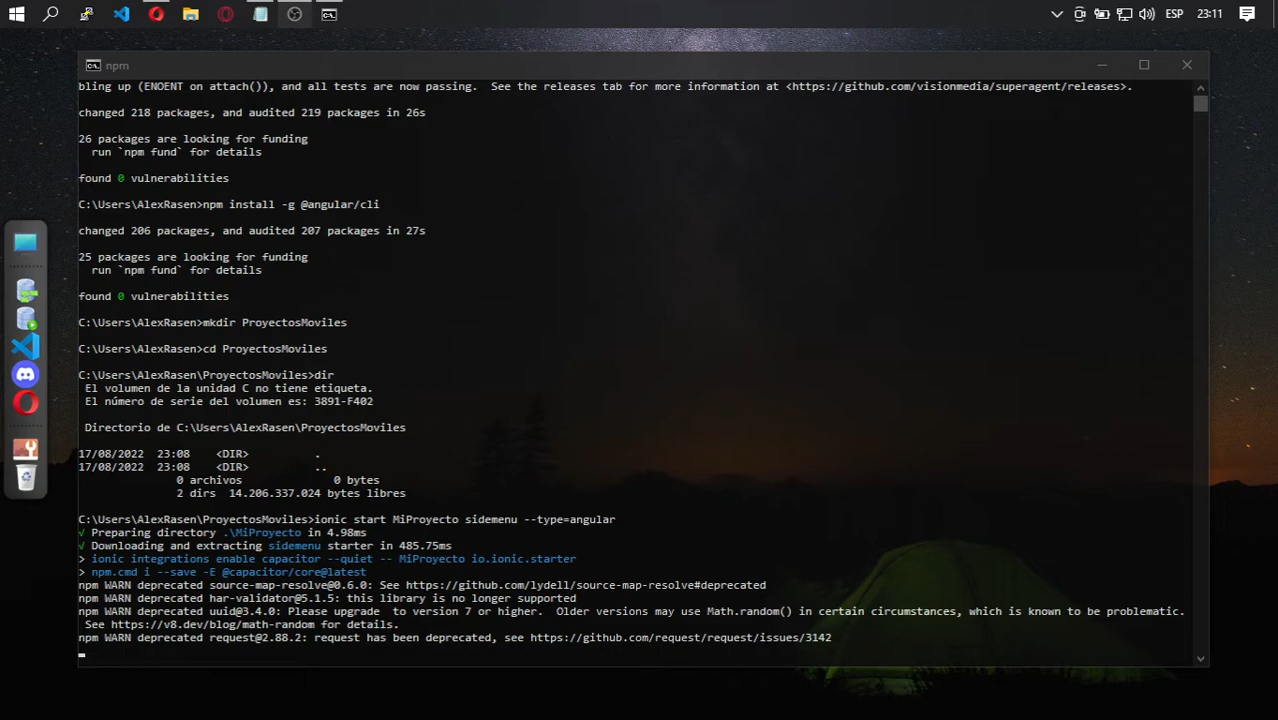 ESP
23:11
npm
bling up (ENOENT on attach()), and all tests are now passing.  See the releases tab for more information at <https://github.com/visionmedia/superagent/releases>.
changed 218 packages, and audited 219 packages in 26s
26 packages are looking for funding
  run `npm fund` for details
found 0 vulnerabilities
C:\Users\AlexRasen>npm install -g @angular/cli
changed 206 packages, and audited 207 packages in 27s
25 packages are looking for funding
  run `npm fund` for details
found 0 vulnerabilities
C:\Users\AlexRasen>mkdir ProyectosMoviles
C:\Users\AlexRasen>cd ProyectosMoviles
C:\Users\AlexRasen\ProyectosMoviles>dir
 El volumen de la unidad C no tiene etiqueta.
 El número de serie del volumen es: 3891-F402
 Directorio de C:\Users\AlexRasen\ProyectosMoviles
17/08/2022  23:08    <DIR>          .
17/08/2022  23:08    <DIR>          ..
               0 archivos              0 bytes
               2 dirs  14.206.337.024 bytes libres
C:\Users\AlexRasen\ProyectosMoviles>ionic start MiProyecto sidemenu --type=angular
√ Preparing directory .\MiProyecto in 4.98ms
√ Downloading and extracting sidemenu starter in 485.75ms
> ionic integrations enable capacitor --quiet -- MiProyecto io.ionic.starter
> npm.cmd i --save -E @capacitor/core@latest
npm WARN deprecated source-map-resolve@0.6.0: See https://github.com/lydell/source-map-resolve#deprecated
npm WARN deprecated har-validator@5.1.5: this library is no longer supported
npm WARN deprecated uuid@3.4.0: Please upgrade  to version 7 or higher.  Older versions may use Math.random() in certain circumstances, which is known to be problematic.
 See https://v8.dev/blog/math-random for details.
npm WARN deprecated request@2.88.2: request has been deprecated, see https://github.com/request/request/issues/3142